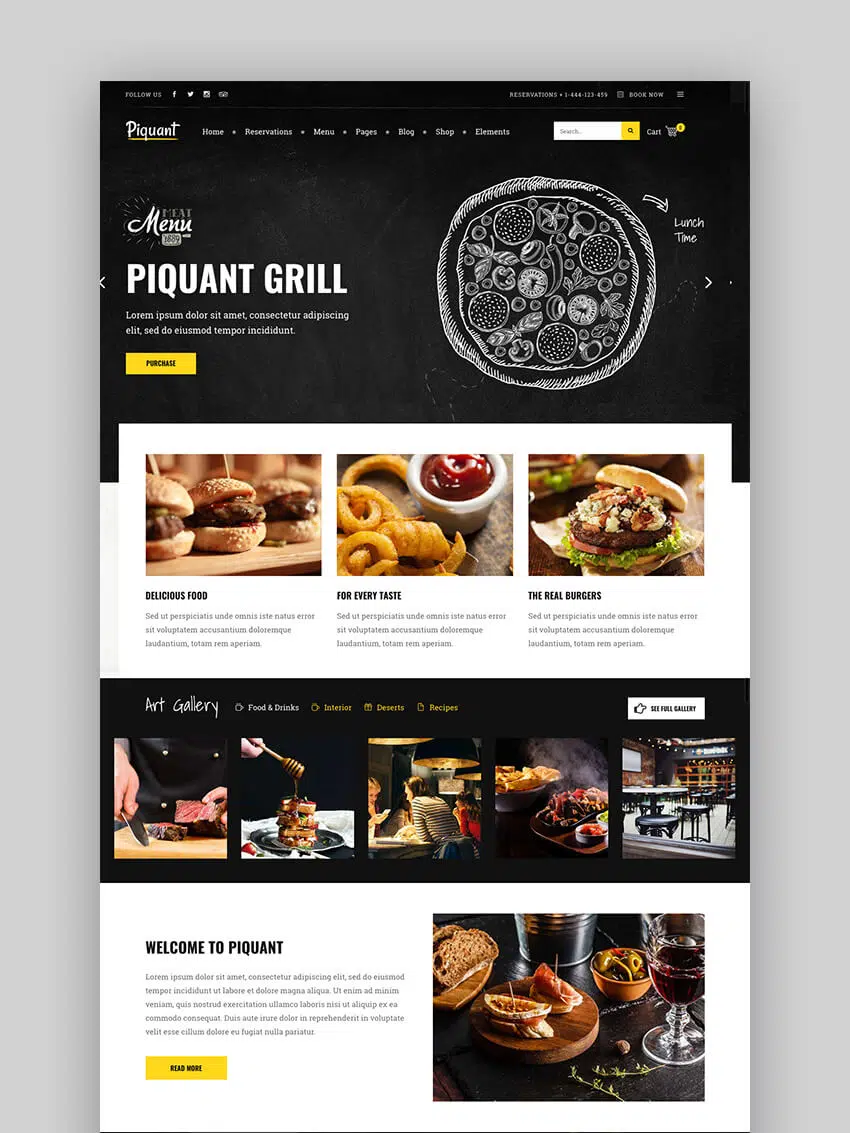 FOLLOW US
RESERVATIONS + 1-444-123-459 BOOK NOW
Piquant Home Reservations Menu Pages Blog Shop Elements Search... Cart 0
MEAT
Menu
Lunch
Time
PIQUANT GRILL
Lorem ipsum dolor sit amet, consectetur adipiscing
elit, sed do eiusmod tempor incididunt.
PURCHASE
DELICIOUS FOOD
Sed ut perspiciatis unde omnis iste natus error
sit voluptatem accusantium doloremque
laudantium, totam rem aperiam.
FOR EVERY TASTE
Sed ut perspiciatis unde omnis iste natus error
sit voluptatem accusantium doloremque
laudantium, totam rem aperiam.
THE REAL BURGERS
Sed ut perspiciatis unde omnis iste natus error
sit voluptatem accusantium doloremque
laudantium, totam rem aperiam.
Art Gallery Food & Drinks Interior Deserts Recipes SEE FULL GALLERY
WELCOME TO PIQUANT
Lorem ipsum dolor sit amet, consectetur adipiscing elit, sed do eiusmod
tempor incididunt ut labore et dolore magna aliqua. Ut enim ad minim
veniam, quis nostrud exercitation ullamco laboris nisi ut aliquip ex ea
commodo consequat. Duis aute irure dolor in reprehenderit in voluptate
velit esse cillum dolore eu fugiat nulla pariatur.
READ MORE